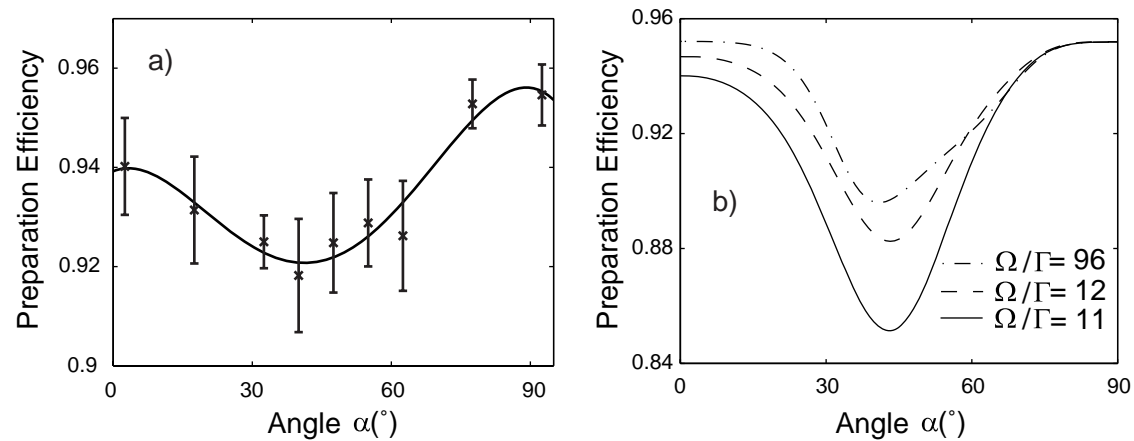 a)
Preparation Efficiency
0.96
0.94
0.92
0.9
0
30
60
90
Angle α(°)
b)
Preparation Efficiency
0.96
0.92
0.88
0.84
0
30
60
90
Angle α(°)
Ω/Γ= 96
Ω/Γ= 12
Ω/Γ= 11